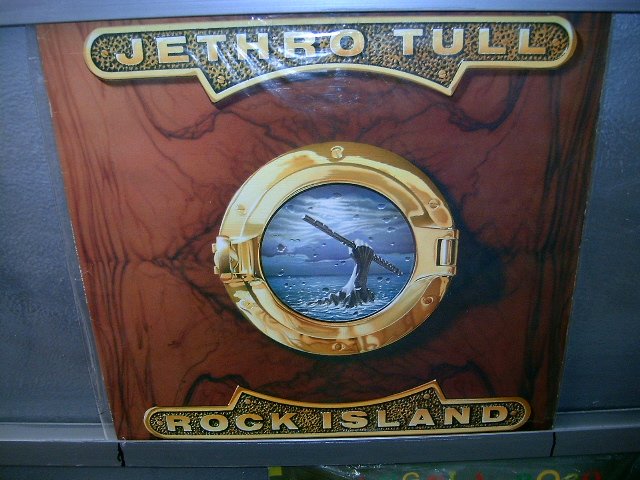 JETHRO TULL
ROCK ISLAND